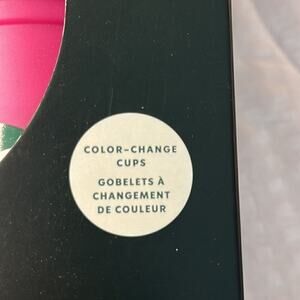 COLOR-CHANGE
CUPS
GOBELETS À
CHANGEMENT
DE COULEUR